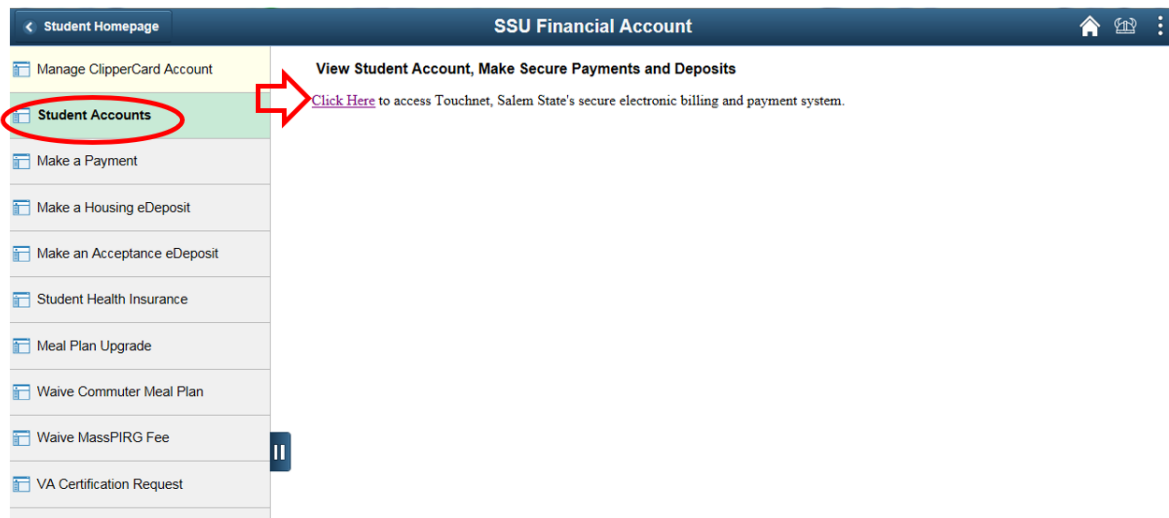 Student Homepage
SSU Financial Account
Manage ClipperCard Account
Student Accounts
Make a Payment
Make a Housing eDeposit
Make an Acceptance eDeposit
Student Health Insurance
Meal Plan Upgrade
Waive Commuter Meal Plan
Waive MassPIRG Fee
VA Certification Request
View Student Account, Make Secure Payments and Deposits
Click Here to access Touchnet, Salem State's secure electronic billing and payment system.